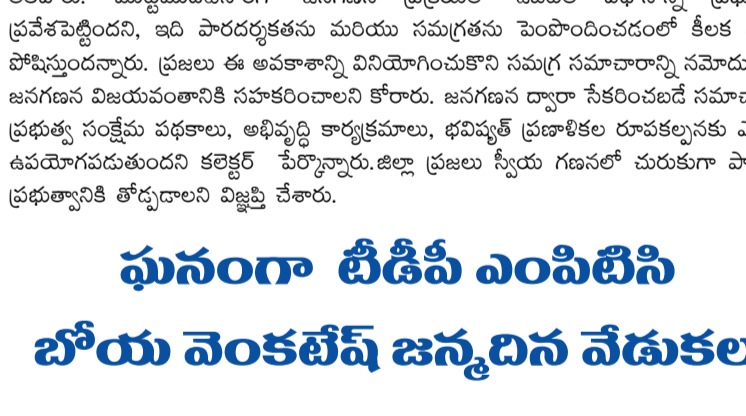 ప్రవేశపెట్టిందని, ఇది పారదర్శకతను మరియు సమగ్రతను పెంపొందించడంలో కీలక
పోషిస్తుందన్నారు. ప్రజలు ఈ అవకాశాన్ని వినియోగించుకొని సమగ్ర సమాచారాన్ని నమోదు
జనగణన విజయవంతానికి సహకరించాలని కోరారు. జనగణన ద్వారా సేకరించబడే
ప్రభుత్వ సంక్షేమ పథకాలు, అభివృద్ధి కార్యక్రమాలు, భవిష్యత్ ప్రణాళికల రూపకల్పనకు
ఉపయోగపడుతుందని కలెక్టర్ పేర్కొన్నారు.జిల్లా ప్రజలు స్వీయ గణనలో చురుకుగా
ప్రభుత్వానికి తోడ్పడాలని విజ్ఞప్తి చేశారు.
ఘనంగా టీడీపీ ఎంపిటిసి
బోయ వెంకటేష్ జన్మదిన వేడుకలు